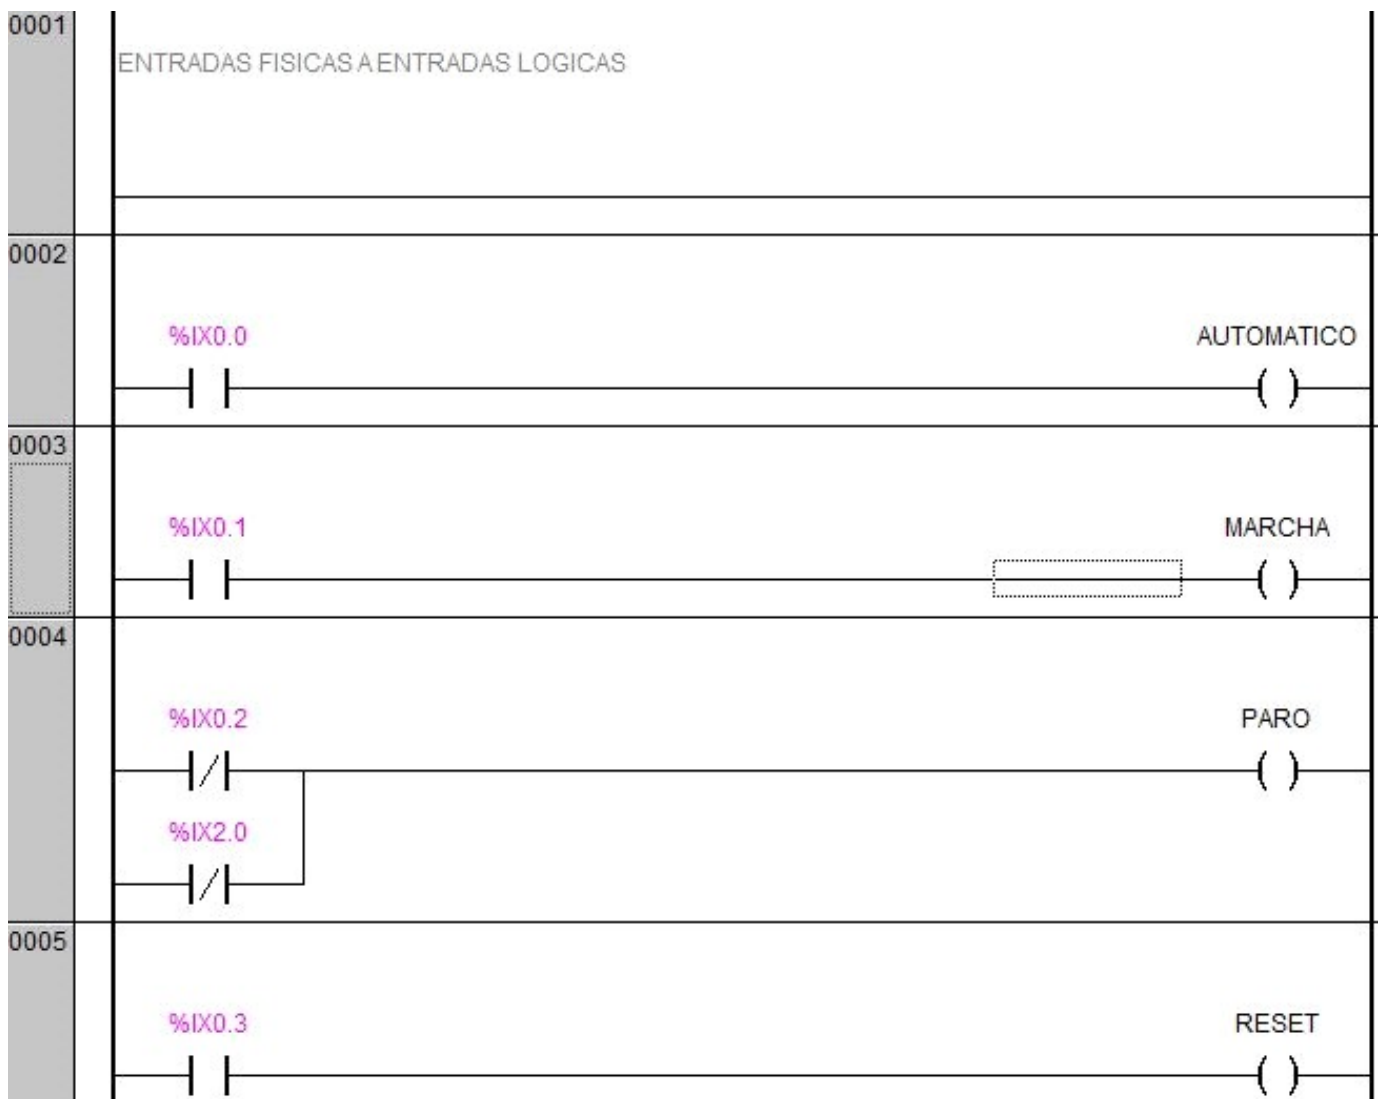 0001
ENTRADAS FISICAS A ENTRADAS LOGICAS
0002
%IX0.0 AUTOMATICO
0003
%IX0.1 MARCHA
0004
%IX0.2 PARO
%IX2.0
0005
%IX0.3 RESET